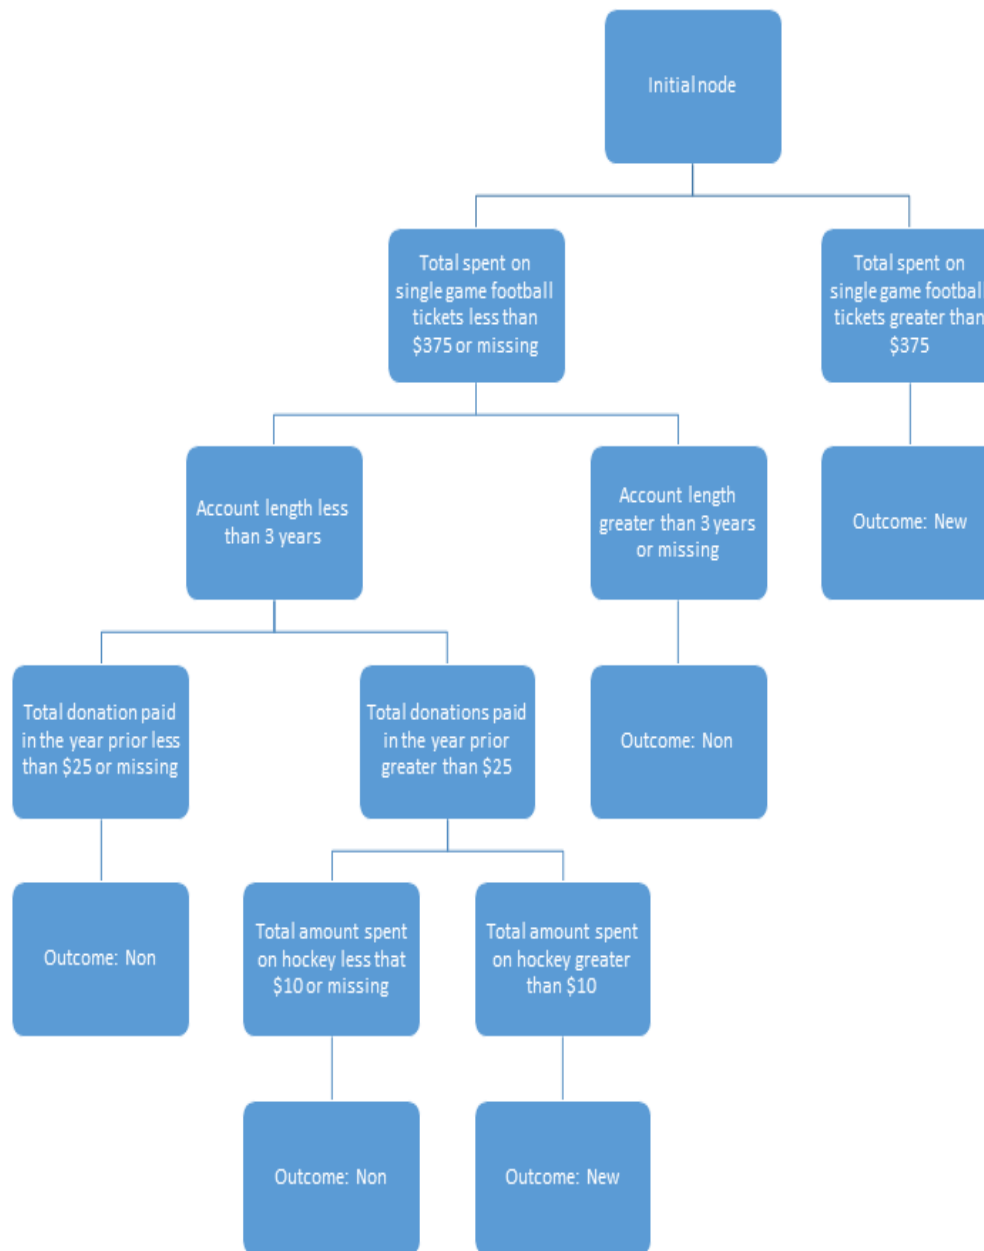 Initial node
Total spent on
single game football
tickets less than
$375 or missing
Total spent on
single game football
tickets greater than
$375
Account length less
than 3 years
Account length
greater than 3 years
or missing
Outcome: New
Total donation paid
in the year prior less
than $25 or missing
Total donations paid
in the year prior
greater than $25
Outcome: Non
Outcome: Non
Total amount spent
on hockey less that
$10 or missing
Total amount spent
on hockey greater
than $10
Outcome: Non
Outcome: New